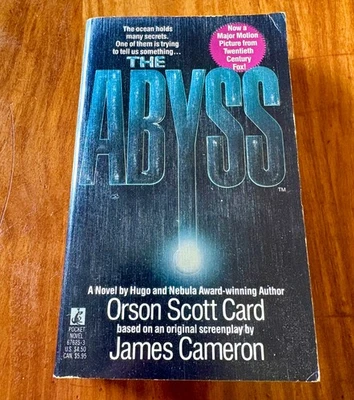 The ocean holds
many secrets.
One of them is trying
to tell us something...
Now a
Major Motion
Picture from
Twentieth
Century
Fox!
THE
ABYSS
TM
A Novel by Hugo and Nebula Award-winning Author
Orson Scott Card
based on an original screenplay by
James Cameron
POCKET
NOVEL
67625-3
U.S. $4.50
CAN. $5.95